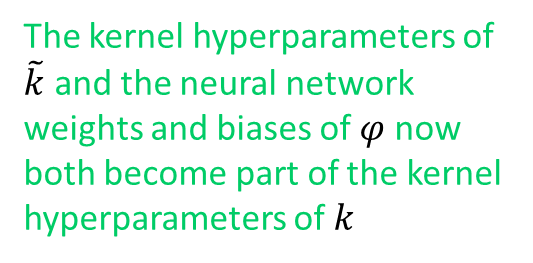 The kernel hyperparameters of
k̃ and the neural network
weights and biases of φ now
both become part of the kernel
hyperparameters of k